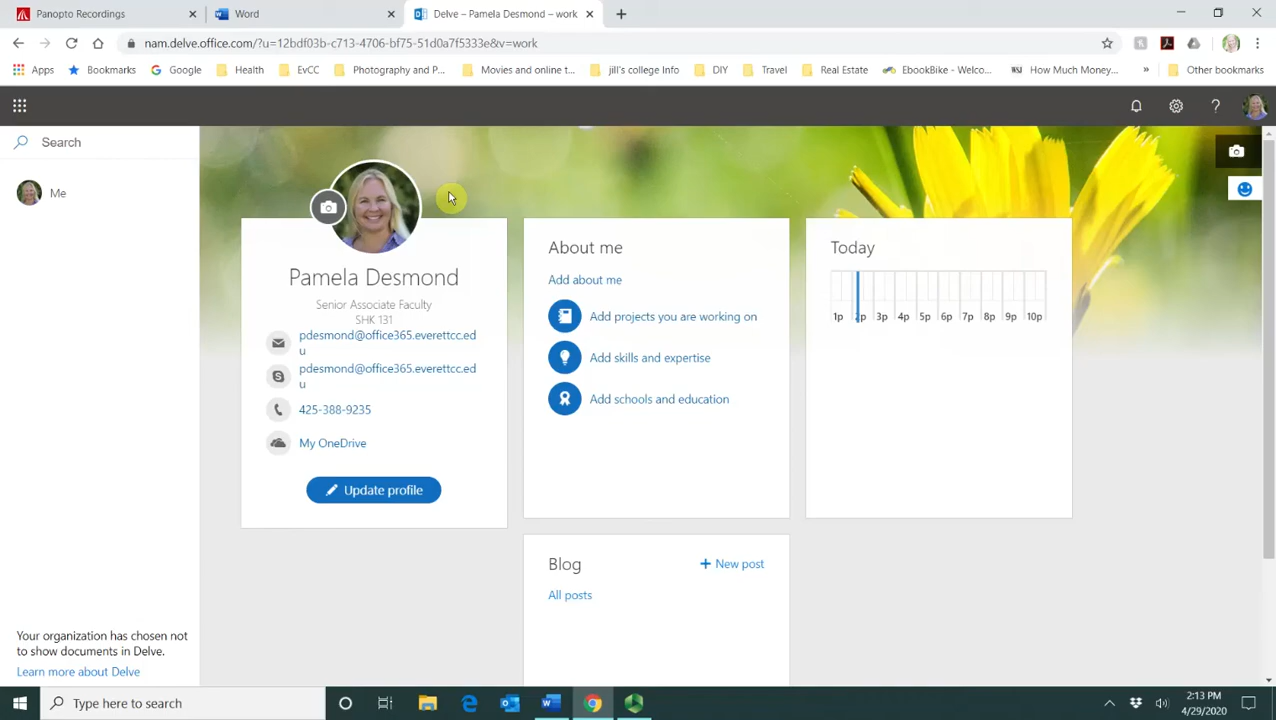 Panopto Recordings
Word
Delve – Pamela Desmond – work
nam.delve.office.com/?u=12bdf03b-c713-4706-bf75-51d0a7f5333e&v=work
Apps
Bookmarks
Google
Health
EvCC
Photography and P...
Movies and online t...
jill's college Info
DIY
Travel
Real Estate
EbookBike - Welco...
WSJ
How Much Money...
»
Other bookmarks
Search
Me
Pamela Desmond
Senior Associate Faculty
SHK 131
pdesmond@office365.everettcc.ed
u
pdesmond@office365.everettcc.ed
u
425-388-9235
My OneDrive
Update profile
About me
Add about me
Add projects you are working on
Add skills and expertise
Add schools and education
Today
1p 2p 3p 4p 5p 6p 7p 8p 9p 10p
Blog
+ New post
All posts
Your organization has chosen not
to show documents in Delve.
Learn more about Delve
Type here to search
2:13 PM
4/29/2020